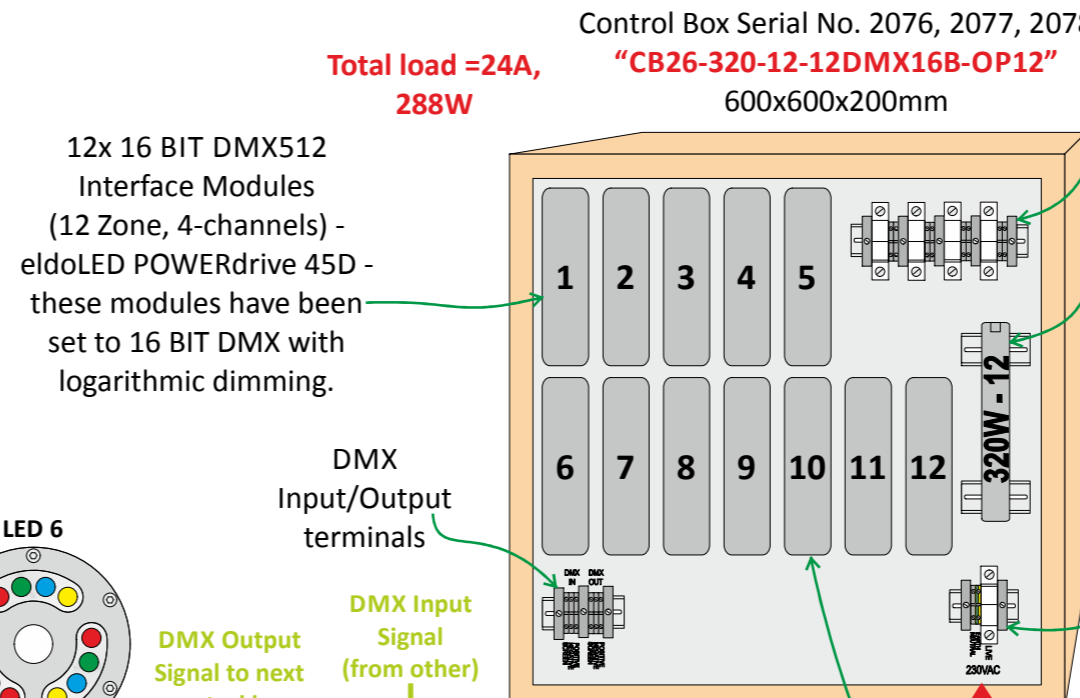 Control Box Serial No. 2076, 2077, 2078
Total load =24A,
288W
“CB26-320-12-12DMX16B-OP12”
600x600x200mm
12x 16 BIT DMX512
Interface Modules
(12 Zone, 4-channels) -
eldoLED POWERdrive 45D -
these modules have been
set to 16 BIT DMX with
logarithmic dimming.
1 2 3 4 5
320W - 12
6 7 8 9 10 11 12
DMX
Input/Output
terminals
DMX IN
DMX OUT
LED 6
DMX Input
Signal
(from other)
DMX Output
Signal to next
LIVE
230VAC